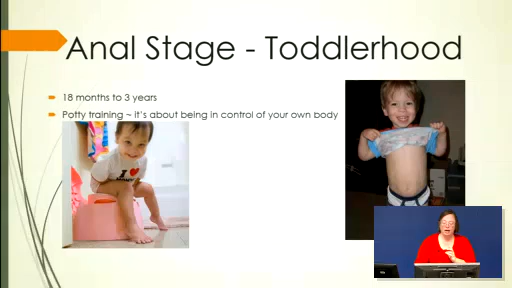 Anal Stage - Toddlerhood
18 months to 3 years
Potty training ~ it's about being in control of your own body
I